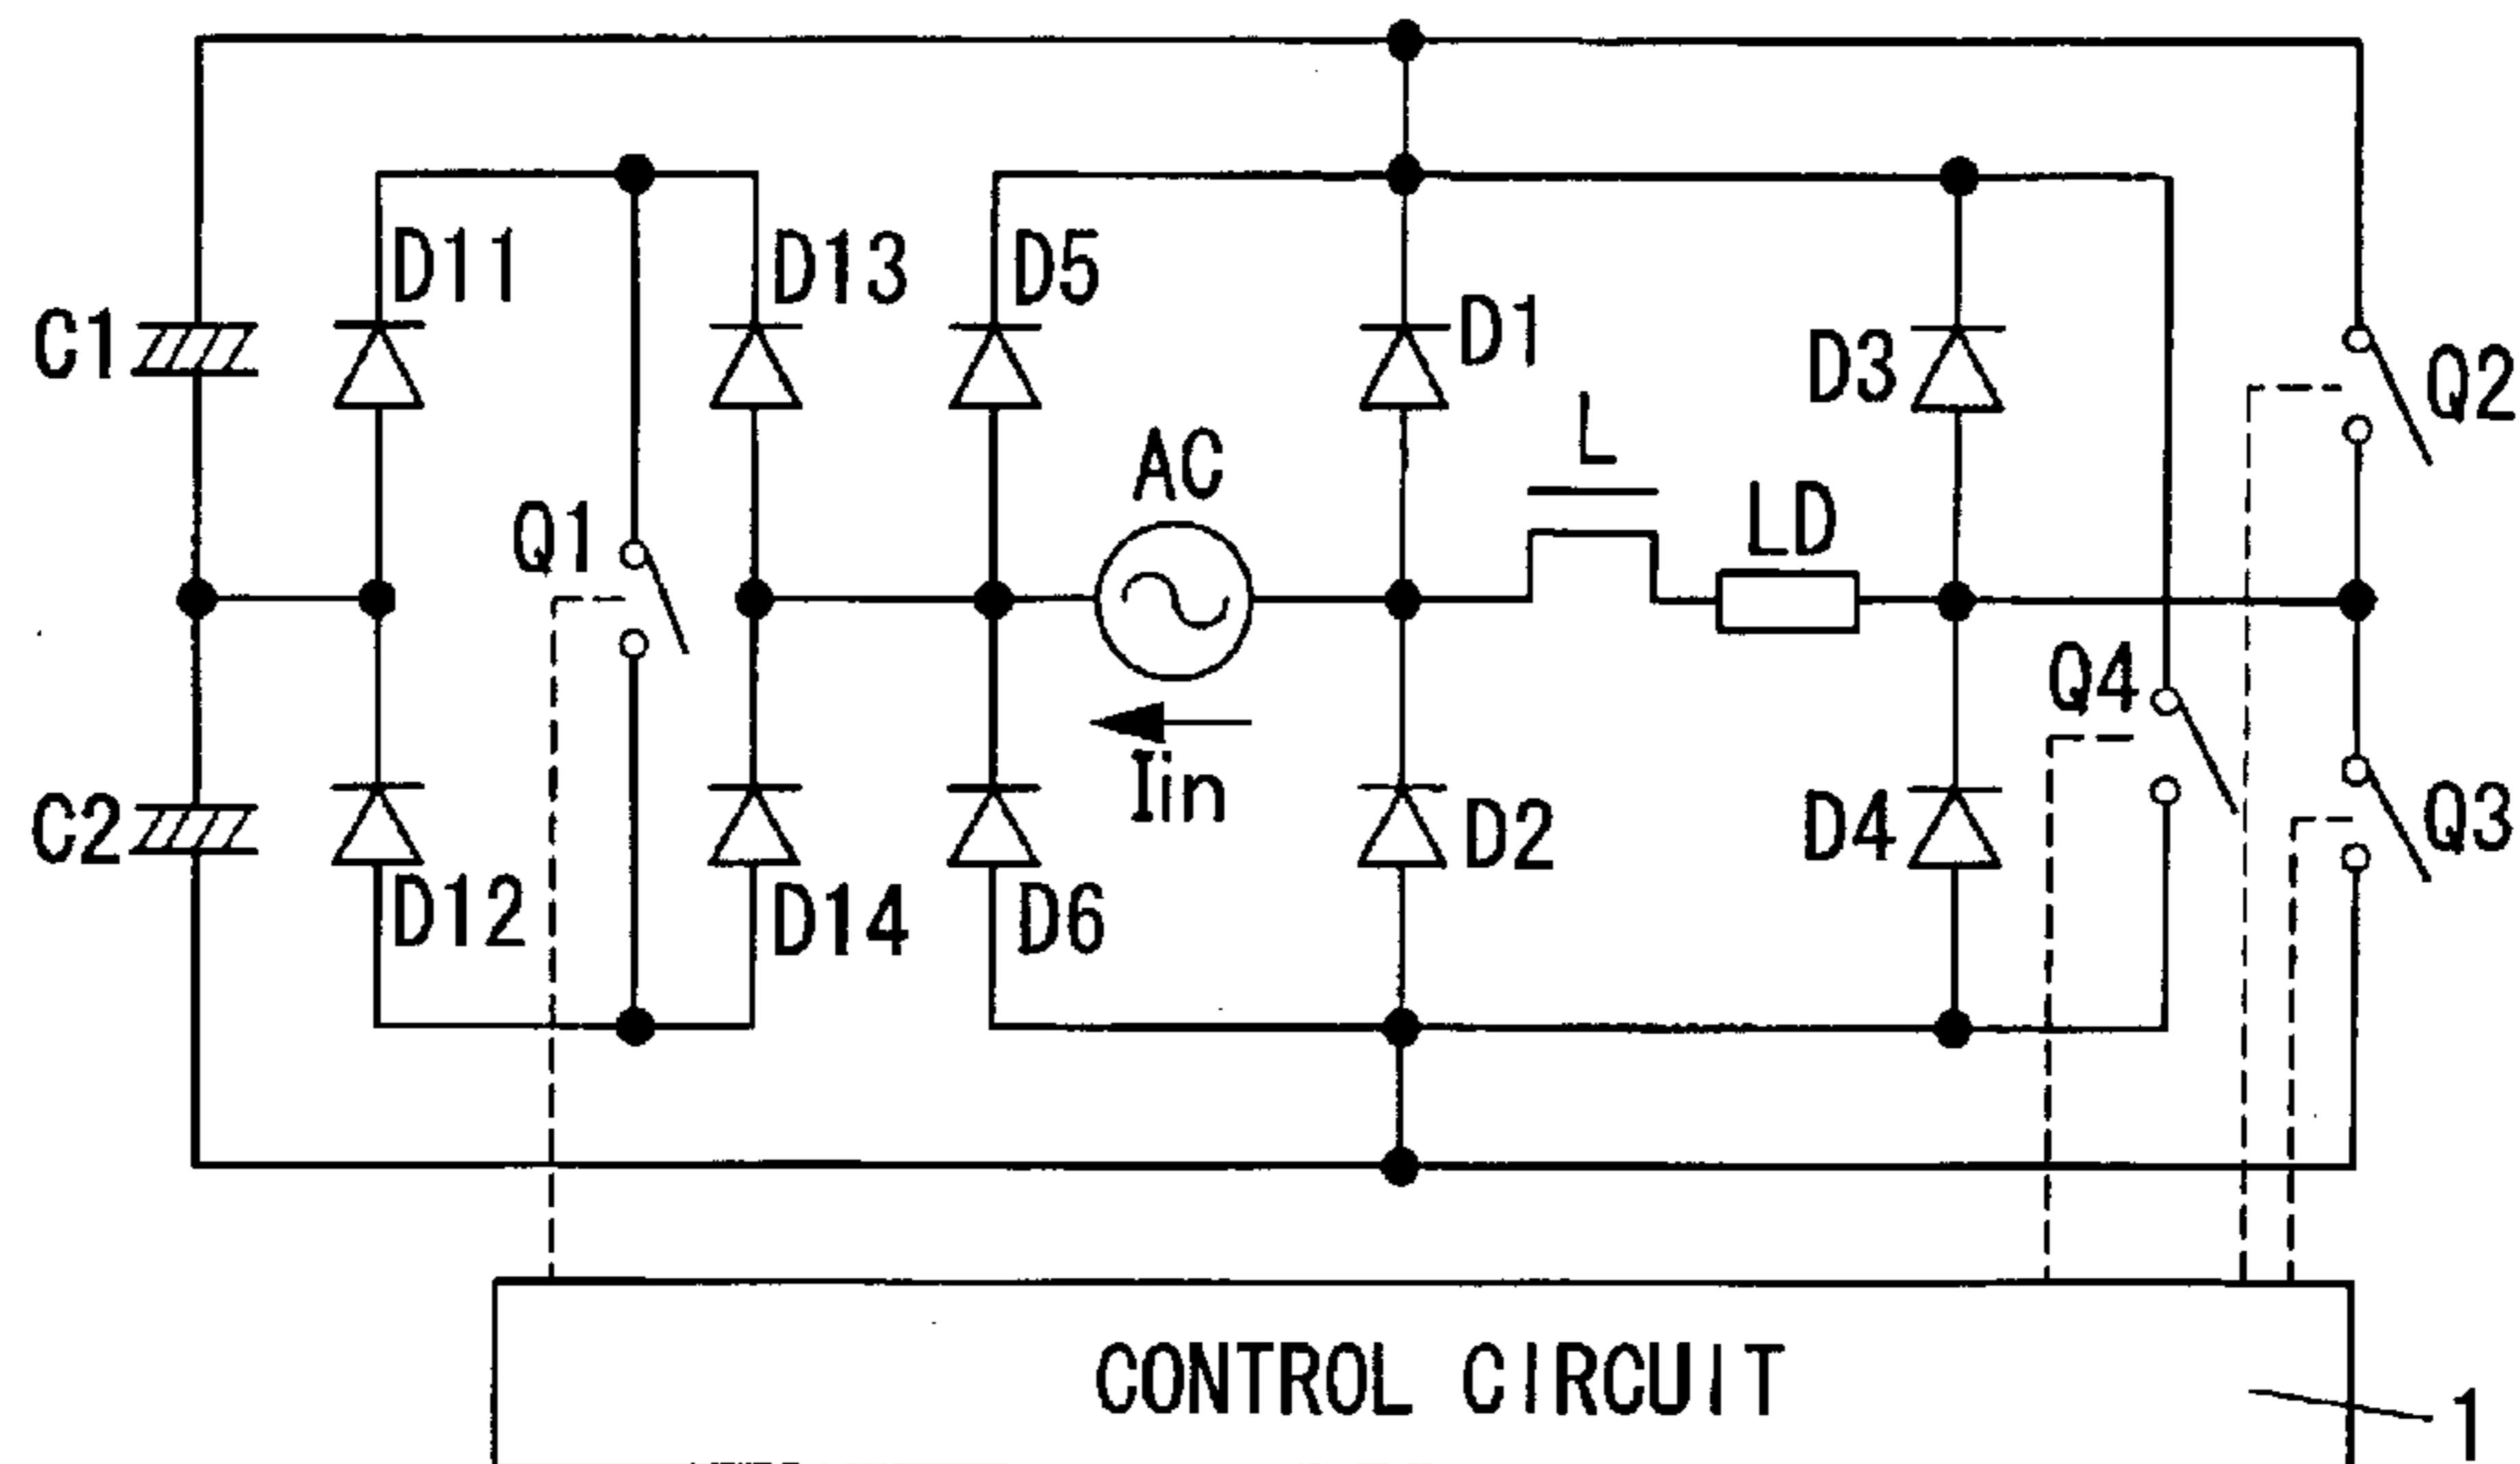 D11
D13
D5
D1
C1
D3
Q2
L
AC
LD
Q1
Q4
Iin
C2
D2
D4
Q3
D12
D14
D6
CONTROL CIRCUIT
1